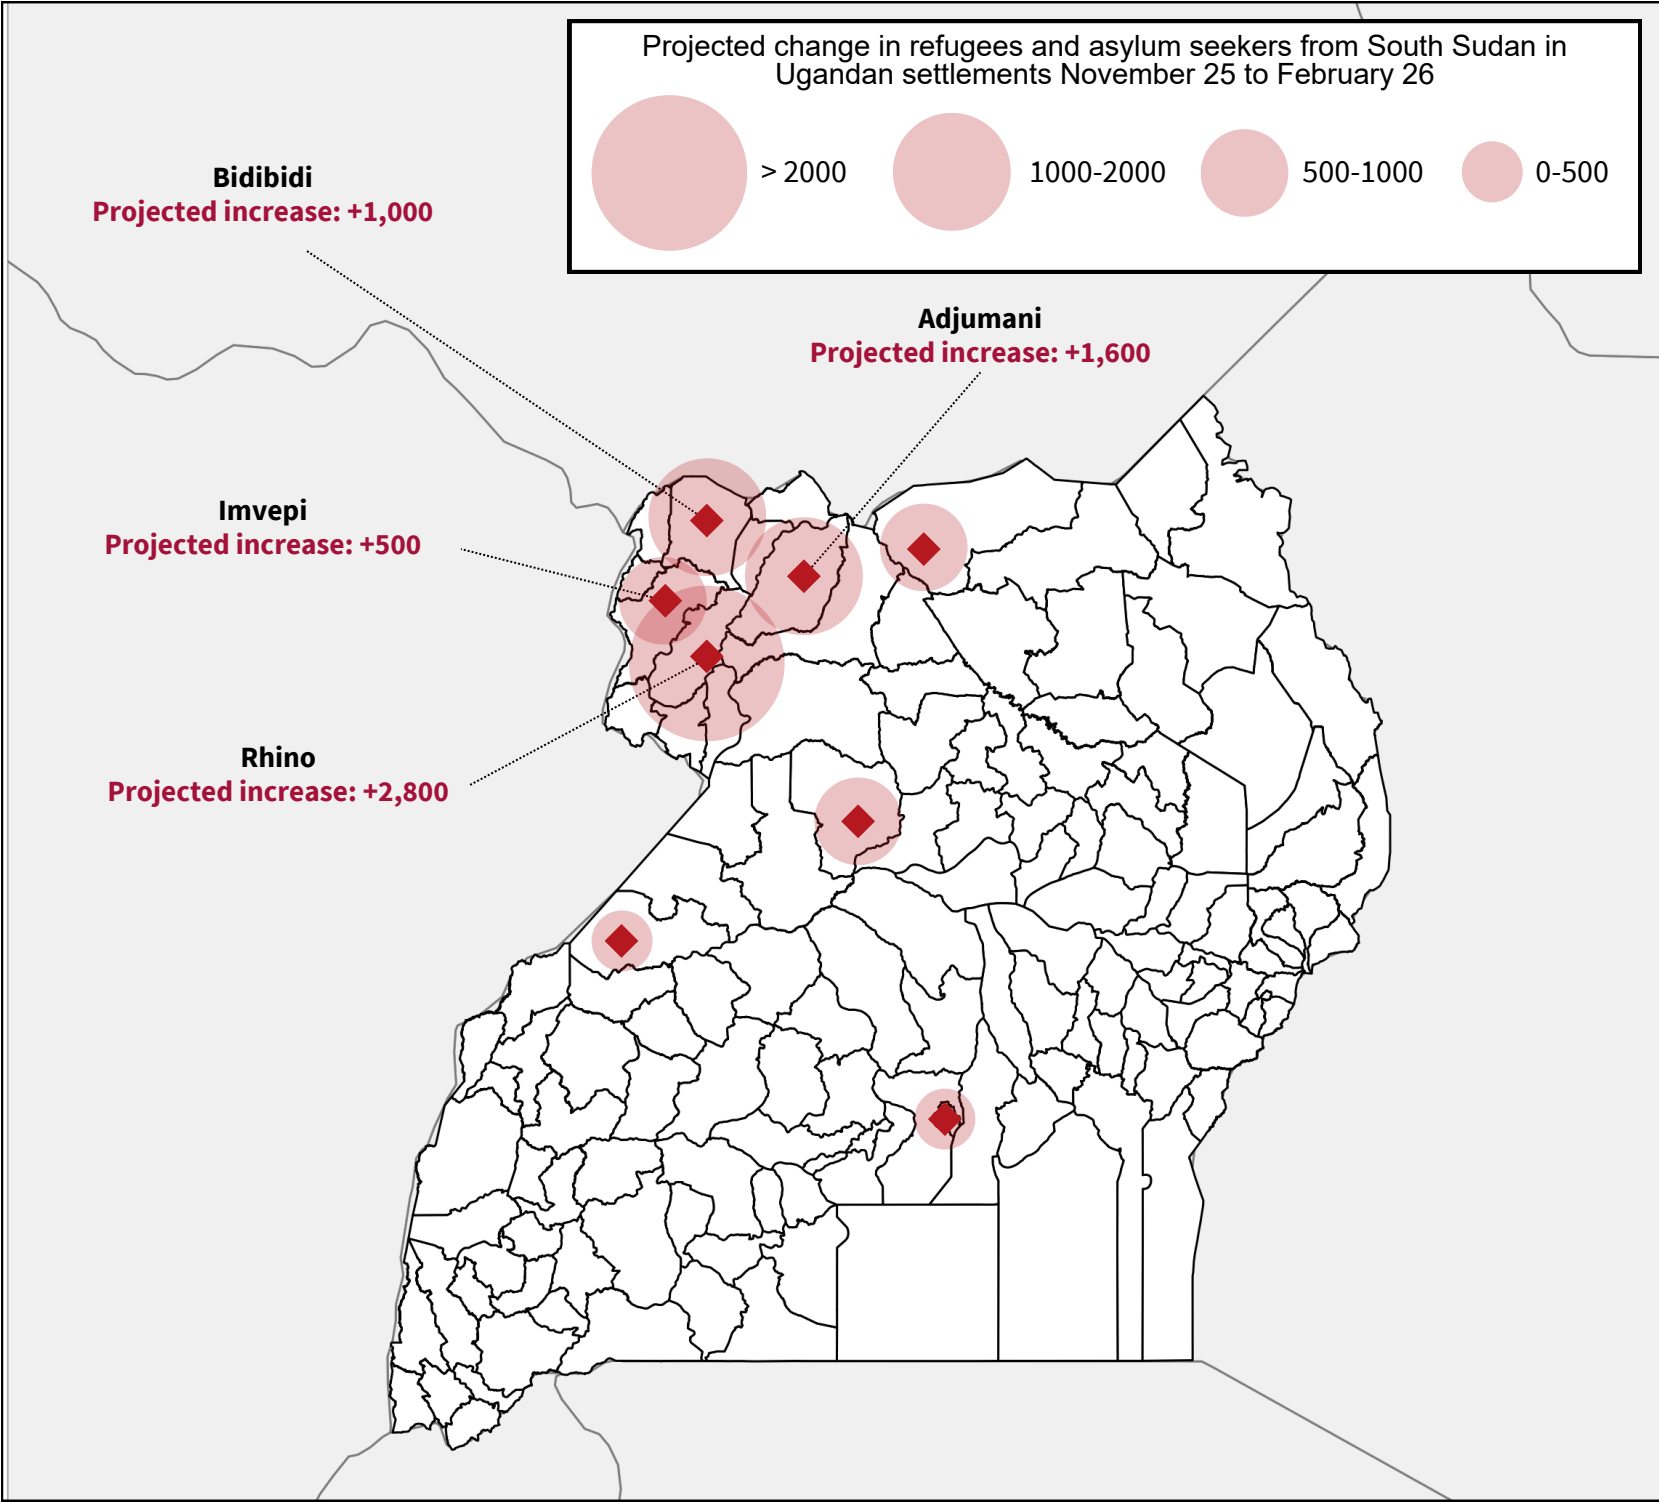 Projected change in refugees and asylum seekers from South Sudan in
Ugandan settlements November 25 to February 26
> 2000
1000-2000
500-1000
0-500
Bidibidi
Projected increase: +1,000
Adjumani
Projected increase: +1,600
Imvepi
Projected increase: +500
Rhino
Projected increase: +2,800